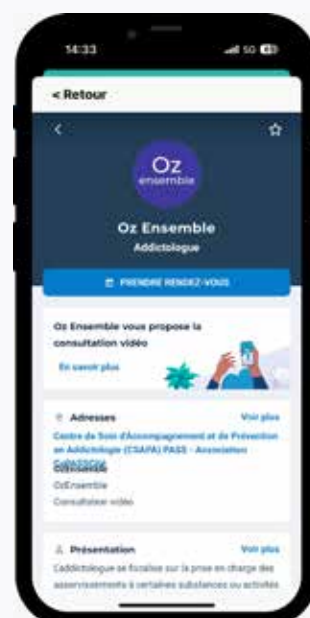 14:33
5G
< Retour
Oz
ensemble
Oz Ensemble
Addictologue
PRENDRE RENDEZ-VOUS
Oz Ensemble vous propose la
consultation vidéo
En savoir plus
Adresses
Voir plus
Centre de Soin d'Accompagnement et de Prévention
en Addictologie (CSAPA) PASS - Association
OzEnsemble
Consultation vidéo
Présentation
Voir plus
L'addictologue se focalise sur la prise en charge des
asservissements à certaines substances ou activités